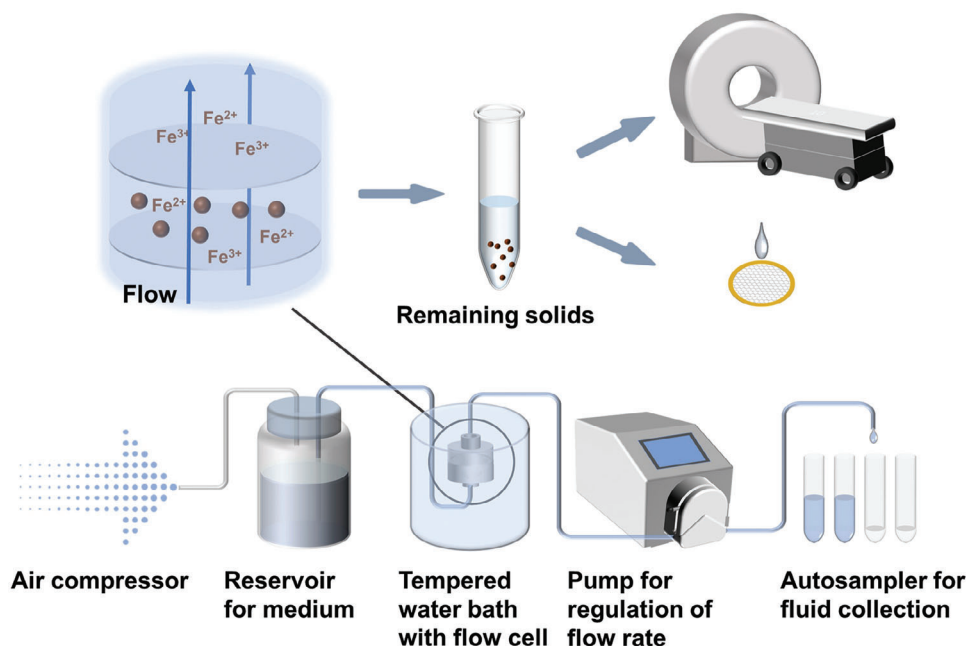 Fe2+
Fe3+
Fe3+
Fe2+
Fe2+
Fe3+
Flow
Remaining solids
Air compressor
Reservoir
for medium
Tempered
water bath
with flow cell
Pump for
regulation of
flow rate
Autosampler for
fluid collection